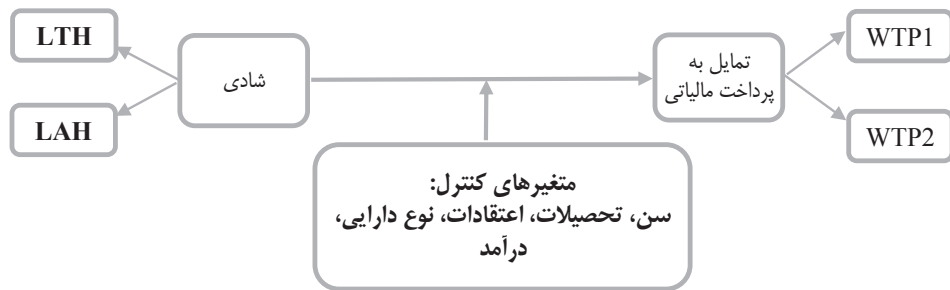 LTH
LAH
شادی
تمایل به
پرداخت مالیاتی
WTP1
WTP2
متغیرهای کنترل:
سن، تحصیلات، اعتقادات، نوع دارایی،
درآمد